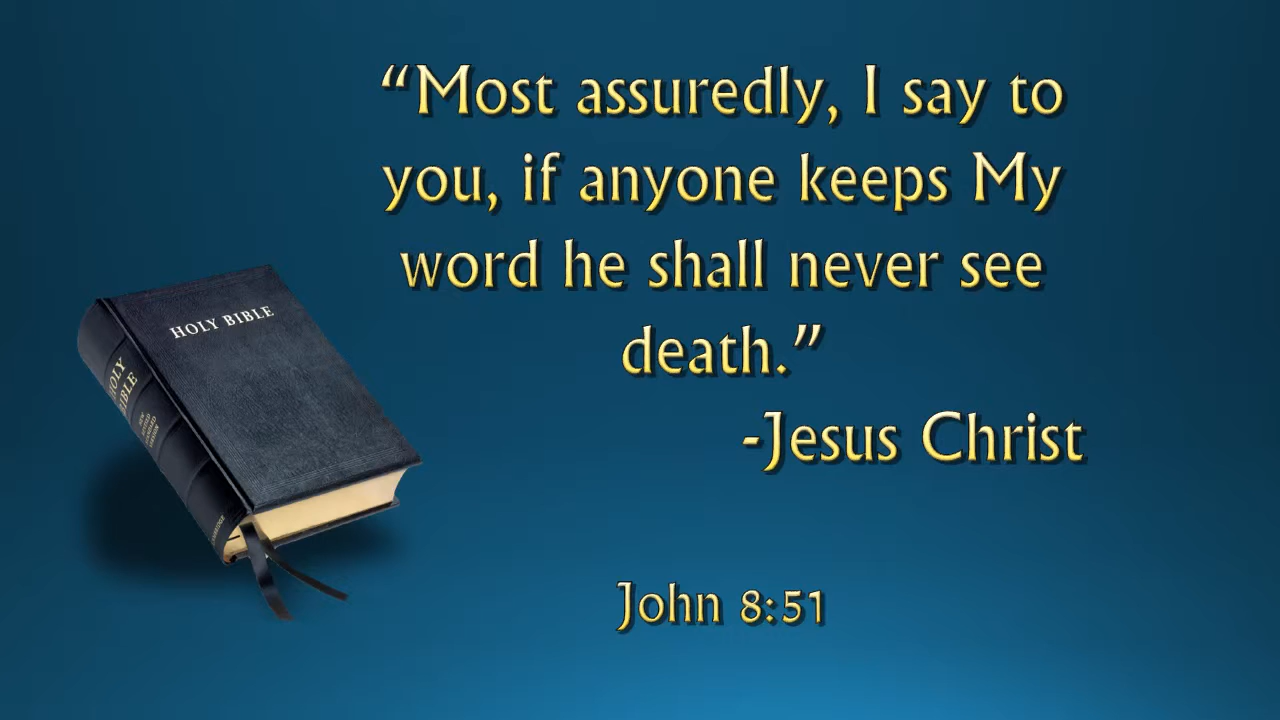 “Most assuredly, I say to
you, if anyone keeps My
word he shall never see
death.”
-Jesus Christ
John 8:51
HOLY BIBLE
HOLY
BIBLE